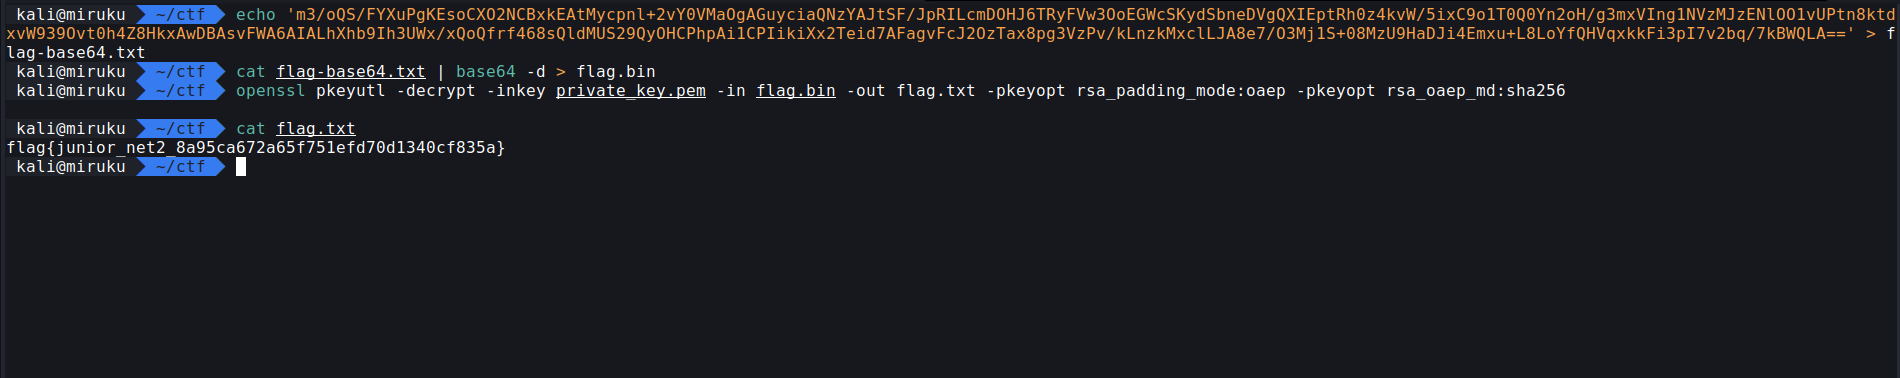 kali@miruku ~/ctf echo 'm3/oQS/FYXuPgKEsoCXO2NCBxkEAtMycpnl+2vY0VMaOgAGuyciaQNzYAJtSF/JpRILcmDOHJ6TRyFVw3OoEGWcSKydSbneDVgQXIEptRh0z4kvW/5ixC9o1T0Q0Yn2oH/g3mxVIng1NVzMJzENlOO1vUPtn8ktd
xvW939Ovt0h4Z8HkxAwDBAsvFWA6AIALhXhb9Ih3UWx/xQoQfrf468sQldMUS29QyOHCPhpAi1CPIikiXx2Teid7AFagvFcJ2OzTax8pg3VzPv/kLnzkMxclLJA8e7/O3Mj1S+08MzU9HaDJi4Emxu+L8LoYfQHVqxkkFi3pI7v2bq/7kBWQLA==' > f
lag-base64.txt
kali@miruku ~/ctf cat flag-base64.txt | base64 -d > flag.bin
kali@miruku ~/ctf openssl pkeyutl -decrypt -inkey private_key.pem -in flag.bin -out flag.txt -pkeyopt rsa_padding_mode:oaep -pkeyopt rsa_oaep_md:sha256
kali@miruku ~/ctf cat flag.txt
flag{junior_net2_8a95ca672a65f751efd70d1340cf835a}
kali@miruku ~/ctf